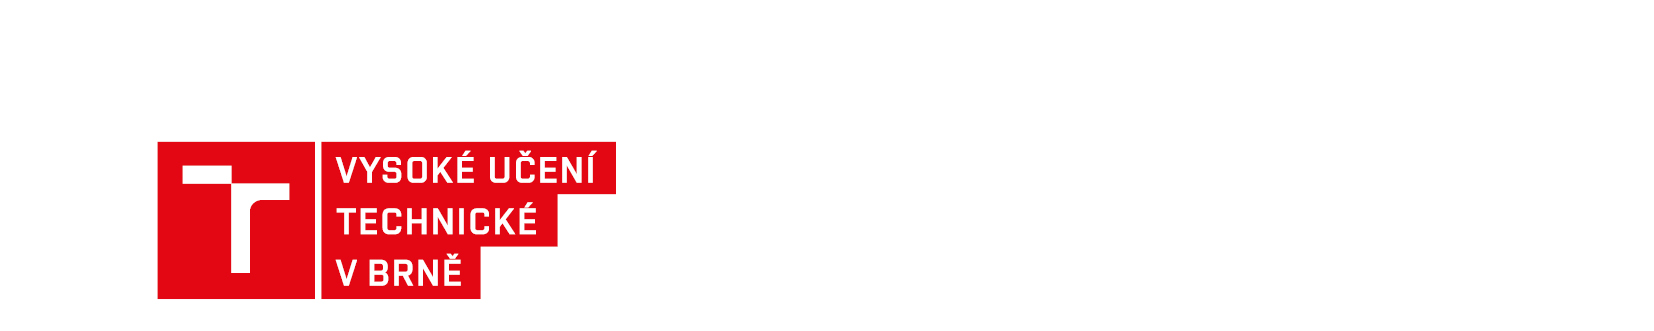 VYSOKÉ UČENÍ
TECHNICKÉ
V BRNĚ